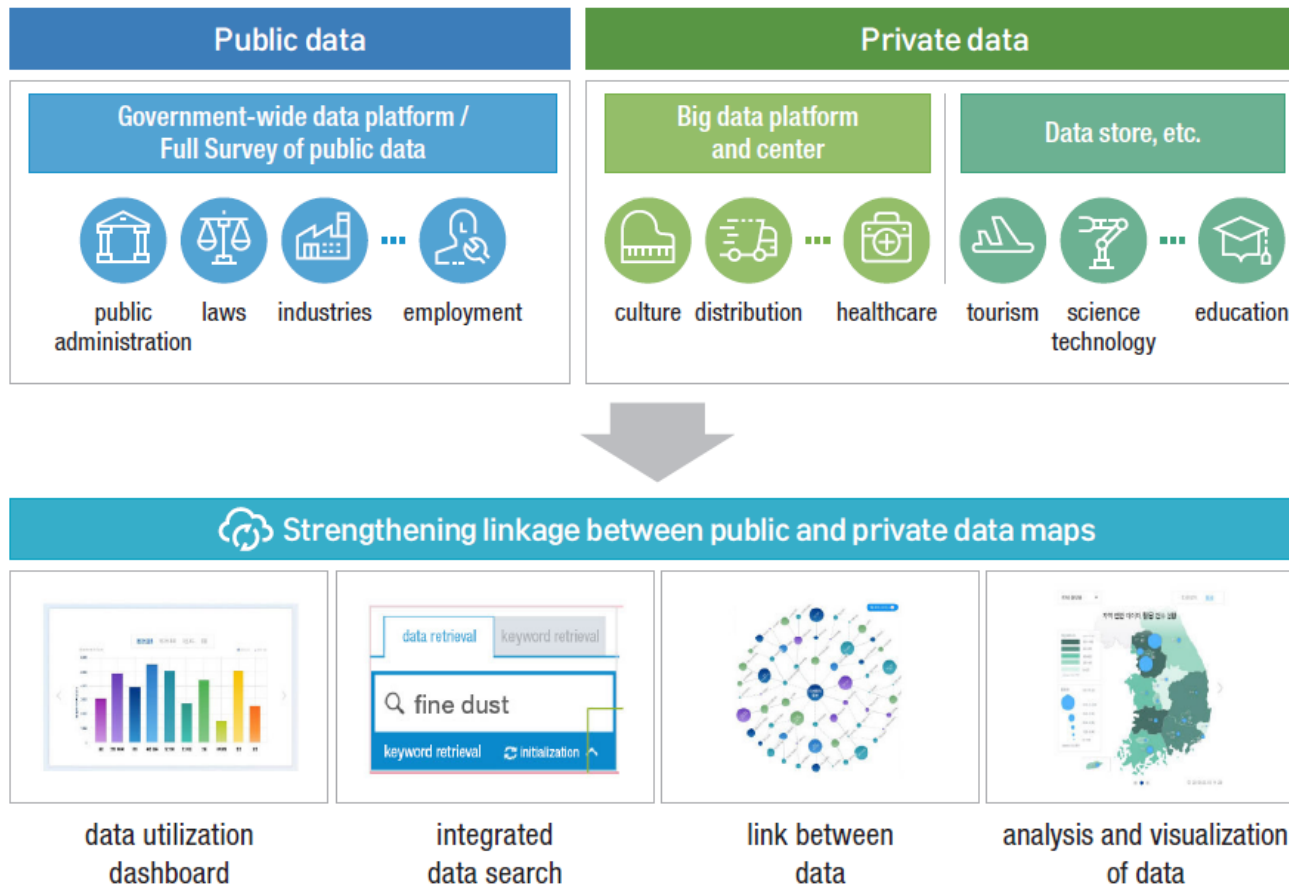 Public data
Private data
Government-wide data platform /
Full Survey of public data
Big data platform
and center
Data store, etc.
public
administration
laws
industries
employment
culture
distribution
healthcare
tourism
science
technology
education
Strengthening linkage between public and private data maps
data retrieval
keyword retrieval
fine dust
keyword retrieval
initialization
data utilization
dashboard
integrated
data search
link between
data
analysis and visualization
of data